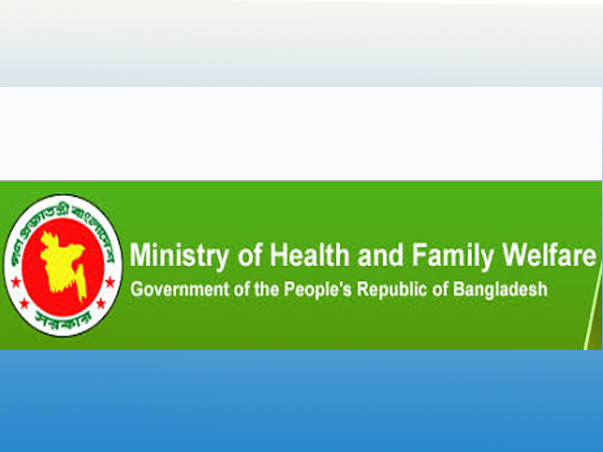 গণপ্রজাতন্ত্রী বাংলাদেশ
সরকার
Ministry of Health and Family Welfare
Government of the People's Republic of Bangladesh